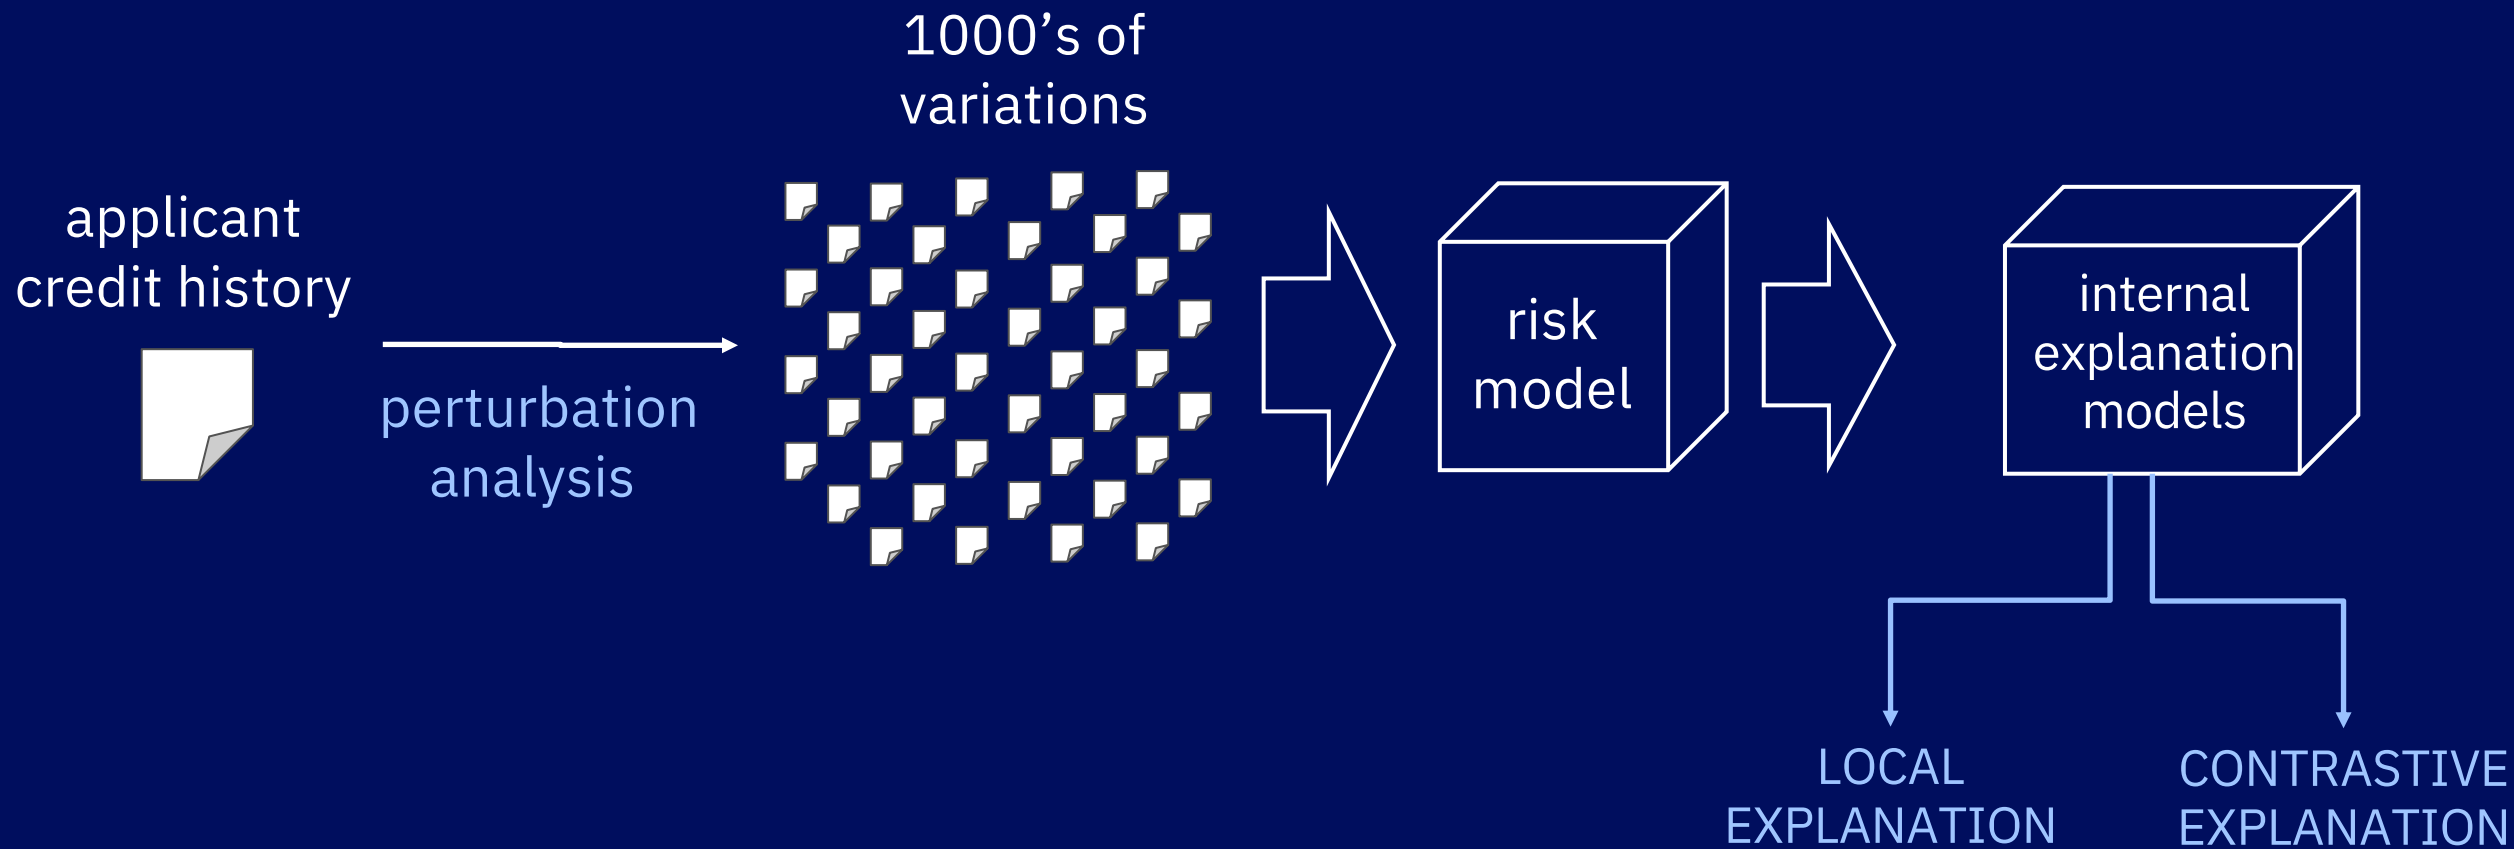 1000’s of
variations
applicant
credit history
perturbation
analysis
risk
model
internal
explanation
models
LOCAL
EXPLANATION
CONTRASTIVE
EXPLANATION